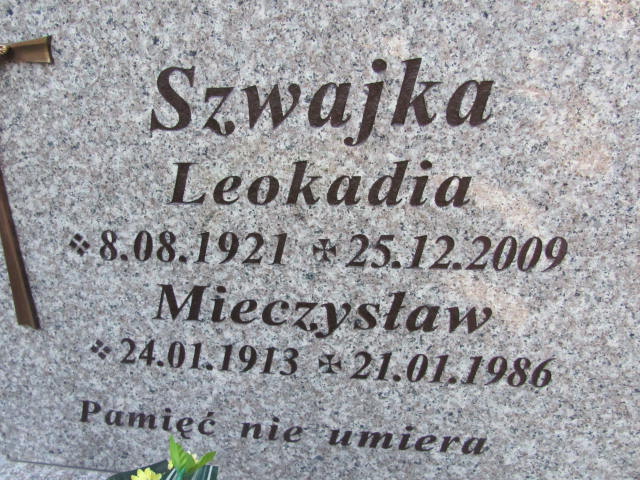 Szwajka
Leokadia
❖ 8.08.1921 ✠ 25.12.2009
Mieczysław
❖ 24.01.1913 ✠ 21.01.1986
Pamięć nie umiera